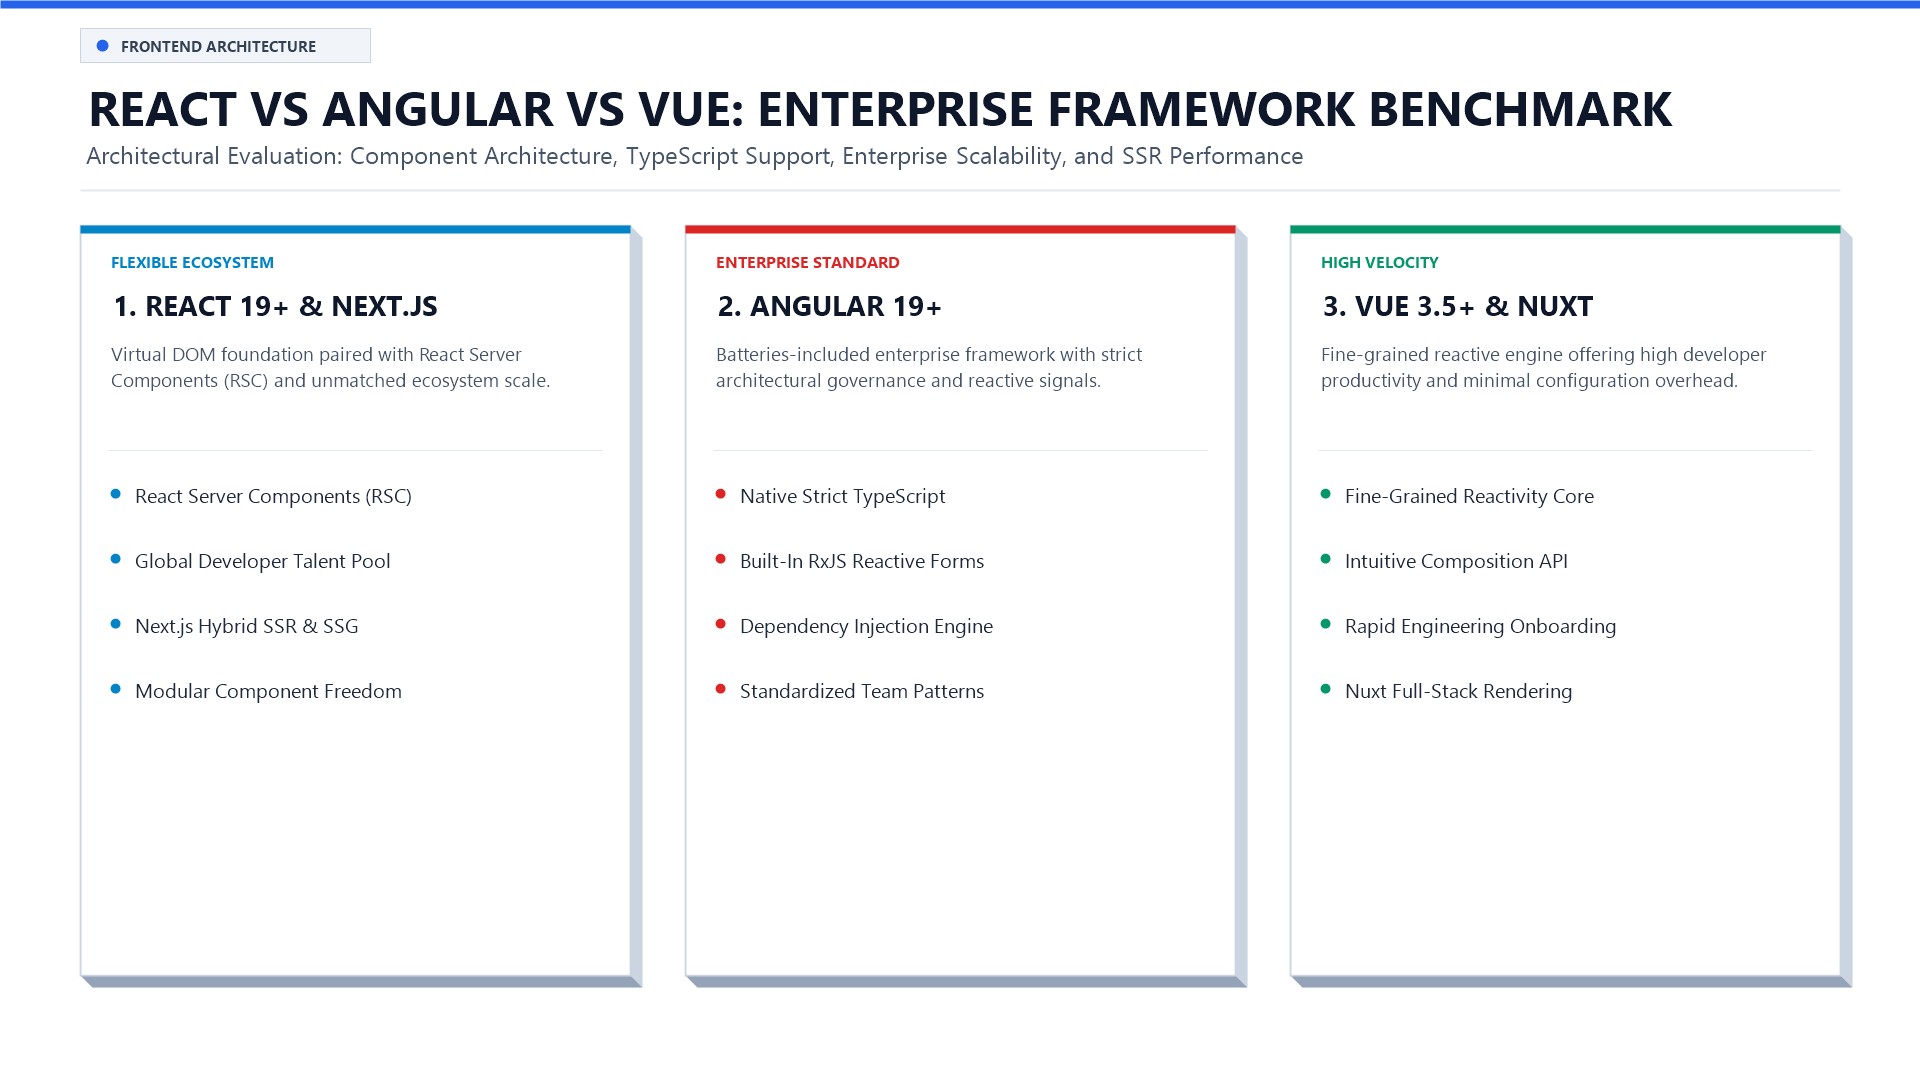 FRONTEND ARCHITECTURE
REACT VS ANGULAR VS VUE: ENTERPRISE FRAMEWORK BENCHMARK
Architectural Evaluation: Component Architecture, TypeScript Support, Enterprise Scalability, and SSR Performance
FLEXIBLE ECOSYSTEM
1. REACT 19+ & NEXT.JS
Virtual DOM foundation paired with React Server
Components (RSC) and unmatched ecosystem scale.
React Server Components (RSC)
Global Developer Talent Pool
Next.js Hybrid SSR & SSG
Modular Component Freedom
ENTERPRISE STANDARD
2. ANGULAR 19+
Batteries-included enterprise framework with strict
architectural governance and reactive signals.
Native Strict TypeScript
Built-In RxJS Reactive Forms
Dependency Injection Engine
Standardized Team Patterns
HIGH VELOCITY
3. VUE 3.5+ & NUXT
Fine-grained reactive engine offering high developer
productivity and minimal configuration overhead.
Fine-Grained Reactivity Core
Intuitive Composition API
Rapid Engineering Onboarding
Nuxt Full-Stack Rendering